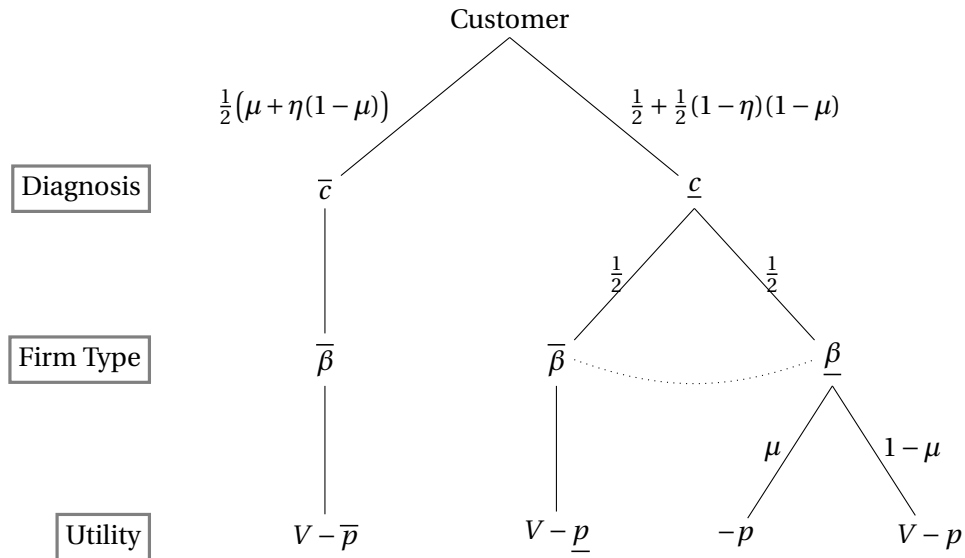 Customer
½(μ + η(1 − μ)) ½ + ½(1 − η)(1 − μ)
Diagnosis c̅ c̲
½ ½
Firm Type β̅ β̅ β̲
μ 1 − μ
Utility V − p̅ V − p̲ −p V − p